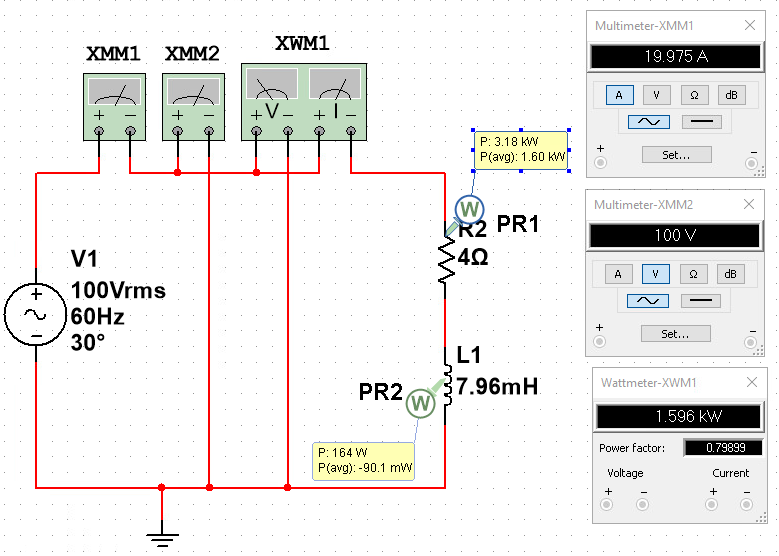 XMM1
XMM2
XWM1
+ −
+ −
+ V − + I −
P: 3.18 kW
P(avg): 1.60 kW
W
PR1
R2
4Ω
V1
100Vrms
60Hz
30°
+
−
L1
7.96mH
PR2
W
P: 164 W
P(avg): -90.1 mW
Multimeter-XMM1
19.975 A
A V Ω dB
+ Set... −
Multimeter-XMM2
100 V
A V Ω dB
+ Set... −
Wattmeter-XWM1
1.596 kW
Power factor: 0.79899
Voltage Current
+ − + −